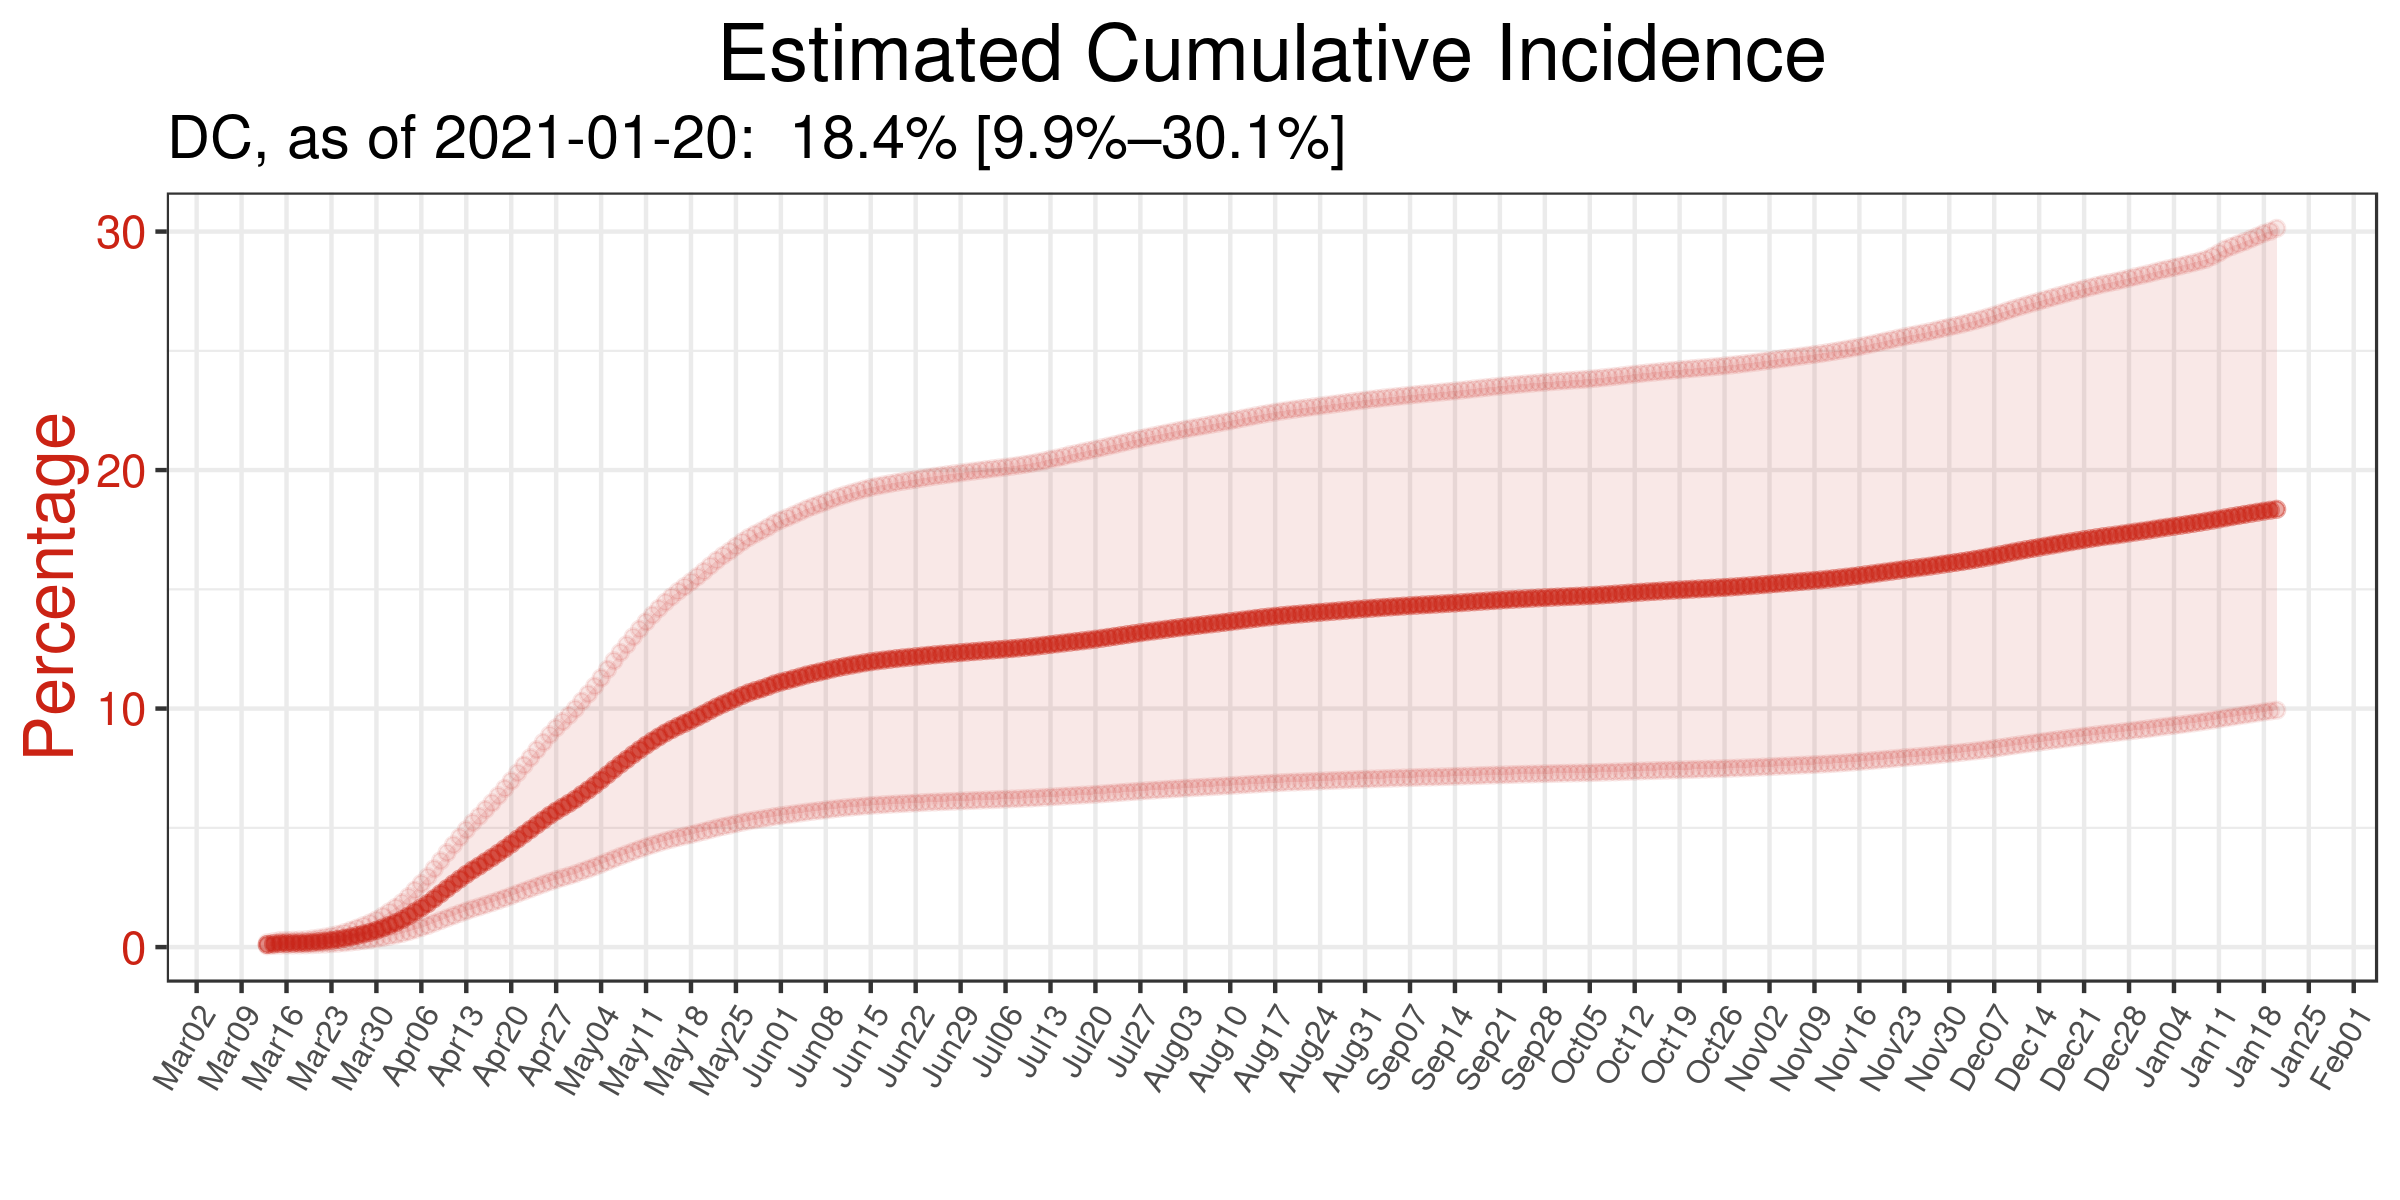 Estimated Cumulative Incidence
DC, as of 2021-01-20:  18.4% [9.9%–30.1%]
Percentage
30
20
10
0
Mar02
Mar09
Mar16
Mar23
Mar30
Apr06
Apr13
Apr20
Apr27
May04
May11
May18
May25
Jun01
Jun08
Jun15
Jun22
Jun29
Jul06
Jul13
Jul20
Jul27
Aug03
Aug10
Aug17
Aug24
Aug31
Sep07
Sep14
Sep21
Sep28
Oct05
Oct12
Oct19
Oct26
Nov02
Nov09
Nov16
Nov23
Nov30
Dec07
Dec14
Dec21
Dec28
Jan04
Jan11
Jan18
Jan25
Feb01